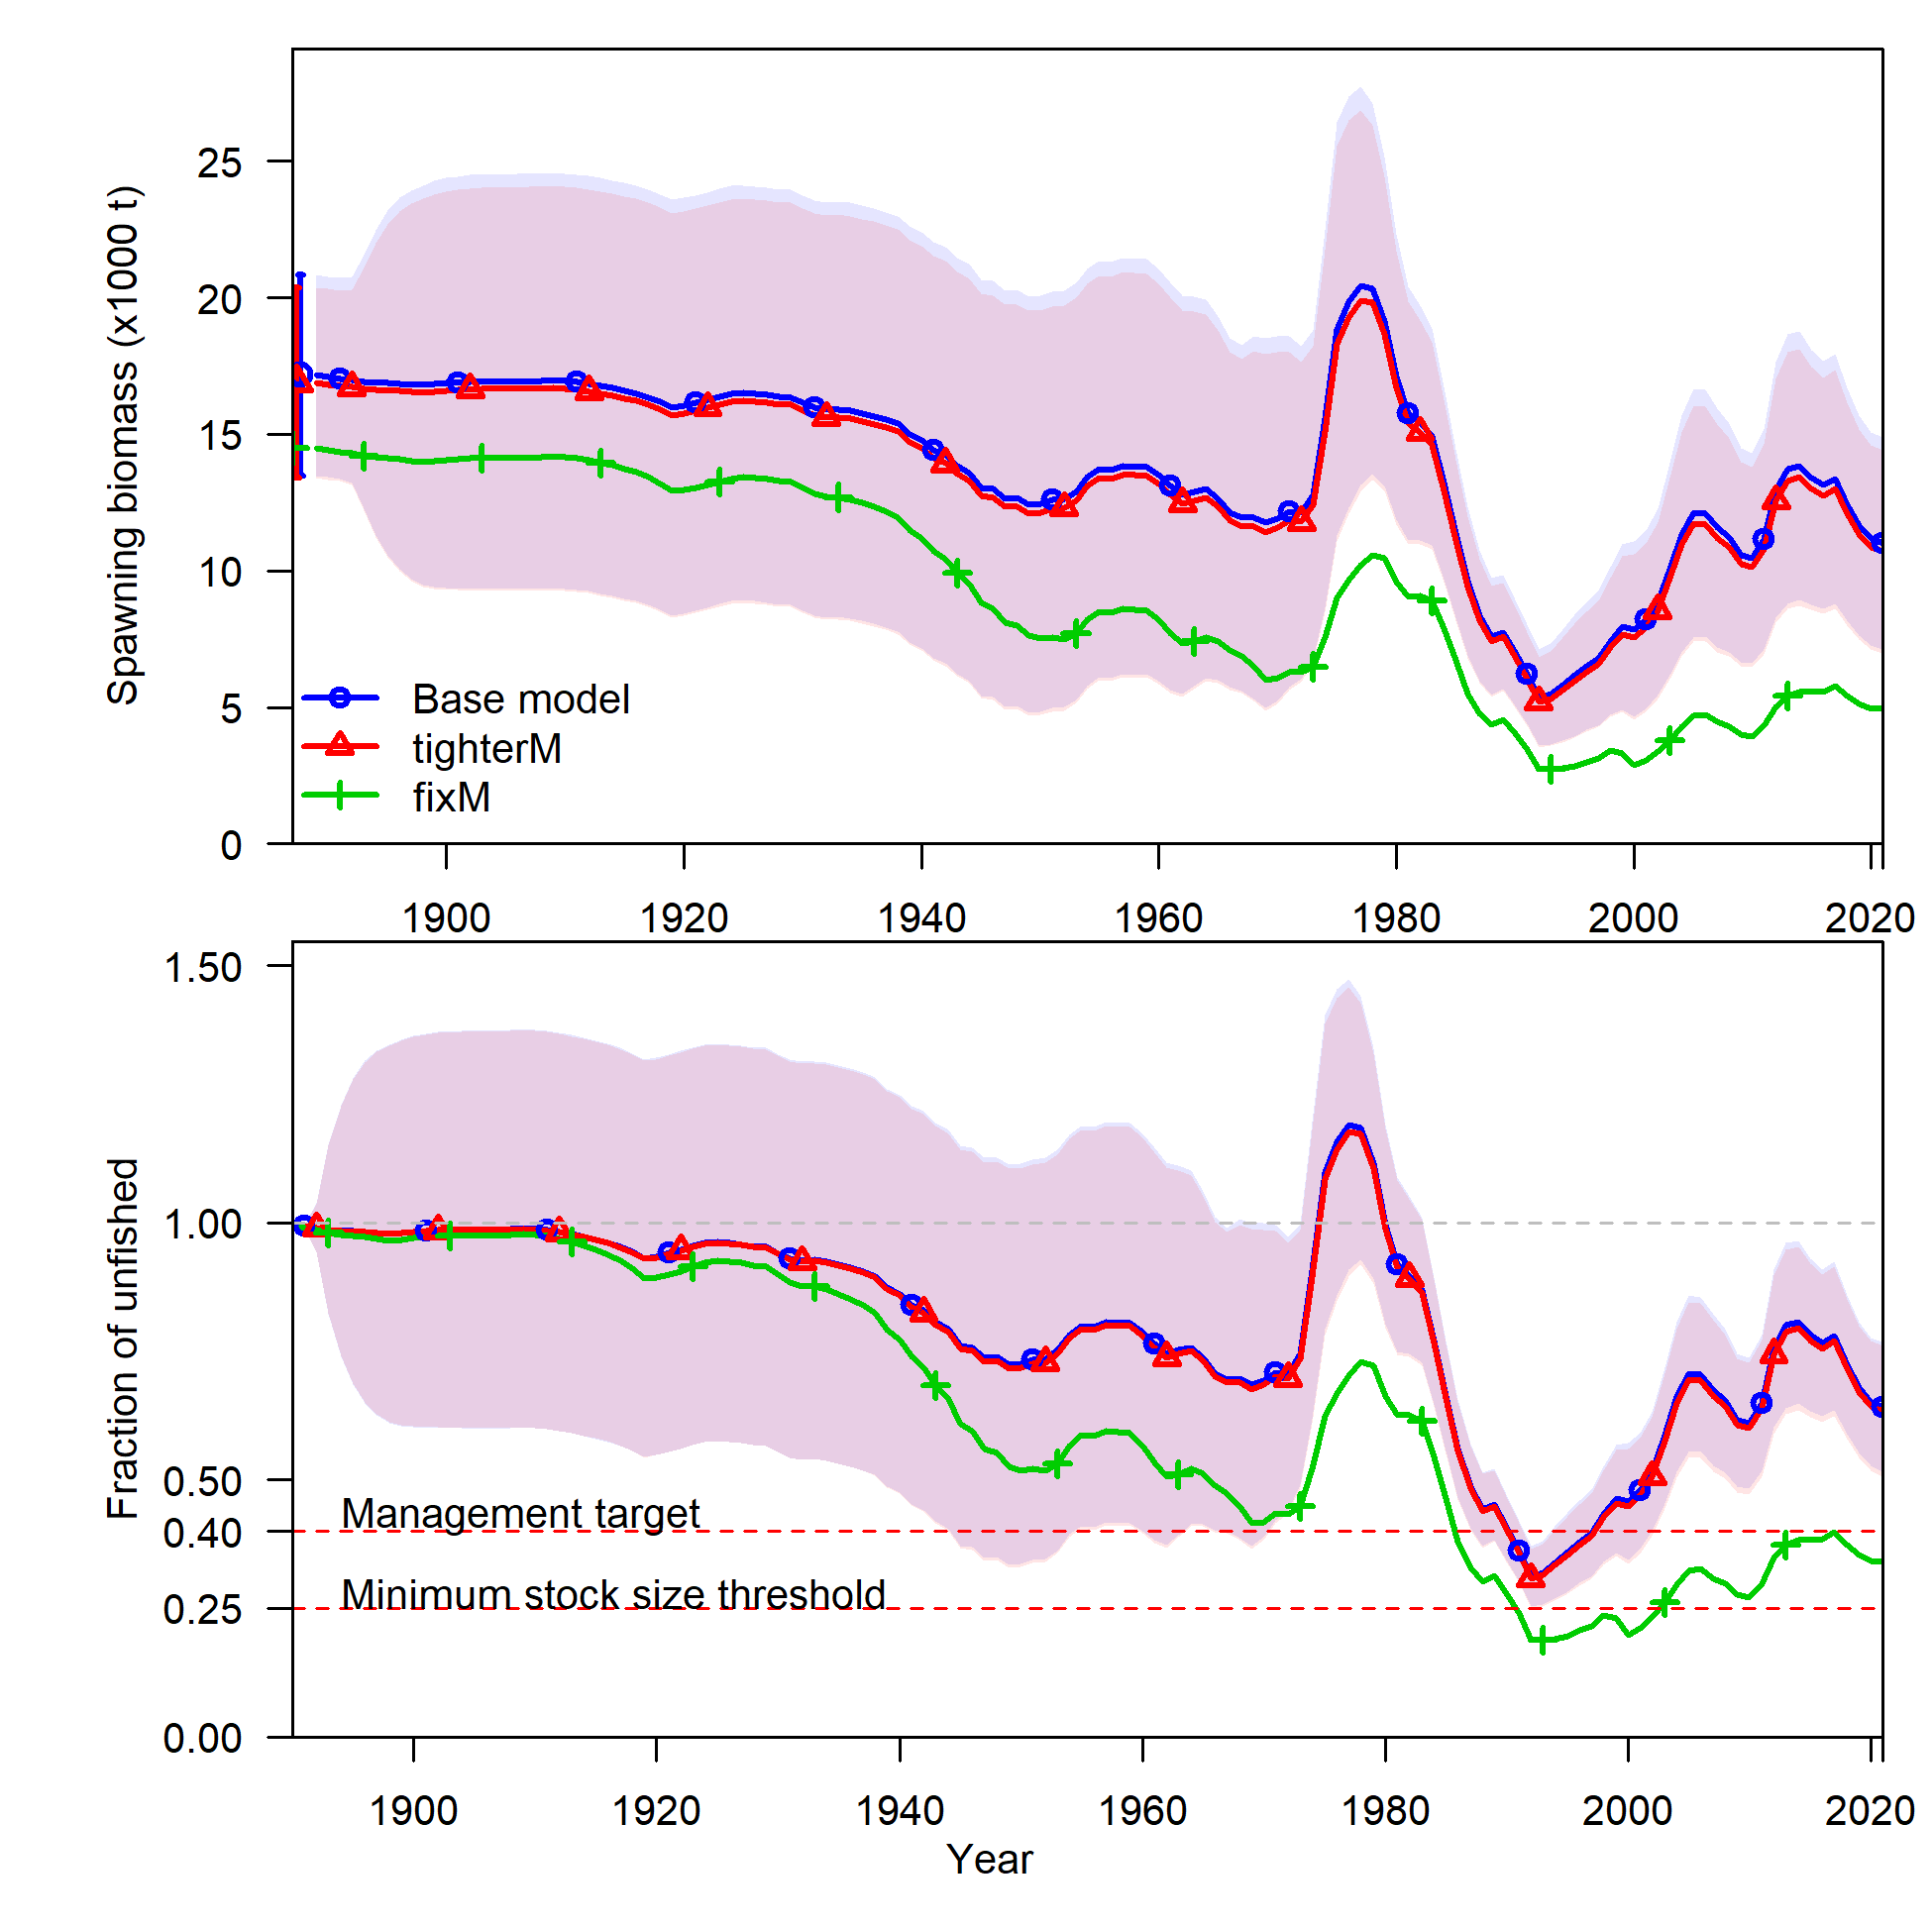 Spawning biomass (x1000 t)
25
20
15
10
5
0
Base model
tighterM
fixM
1900 1920 1940 1960 1980 2000 2020
Fraction of unfished
1.50
1.00
0.50
0.40
0.25
0.00
Management target
Minimum stock size threshold
1900 1920 1940 1960 1980 2000 2020
Year